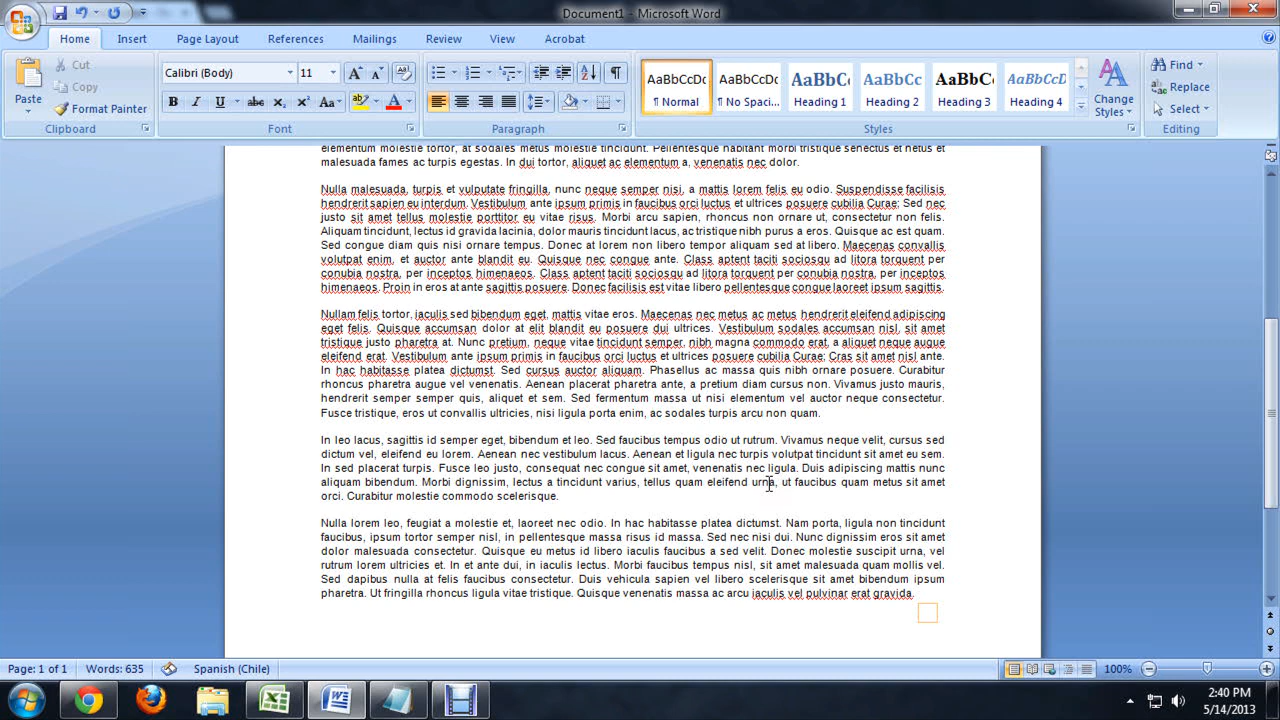 Document1 - Microsoft Word
Home Insert Page Layout References Mailings Review View Acrobat
Paste
Cut
Copy
Format Painter
Clipboard
Calibri (Body) 11
B I U abc x₂ x² Aa A
Font
Paragraph
AaBbCcDc AaBbCcDc AaBbC AaBbCc AaBbC AaBbCcD
¶ Normal ¶ No Spaci... Heading 1 Heading 2 Heading 3 Heading 4
Change Styles
Styles
Find
Replace
Select
Editing
elementum molestie tortor, at sodales metus molestie tincidunt. Pellentesque habitant morbi tristique senectus et netus et
malesuada fames ac turpis egestas. In dui tortor, aliquet ac elementum a, venenatis nec dolor.
Nulla malesuada, turpis et vulputate fringilla, nunc neque semper nisi, a mattis lorem felis eu odio. Suspendisse facilisis
hendrerit sapien eu interdum. Vestibulum ante ipsum primis in faucibus orci luctus et ultrices posuere cubilia Curae; Sed nec
justo sit amet tellus molestie porttitor eu vitae risus. Morbi arcu sapien, rhoncus non ornare ut, consectetur non felis.
Aliquam tincidunt, lectus id gravida lacinia, dolor mauris tincidunt lacus, ac tristique nibh purus a eros. Quisque ac est quam.
Sed congue diam quis nisi ornare tempus. Donec at lorem non libero tempor aliquam sed at libero. Maecenas convallis
volutpat enim, et auctor ante blandit eu. Quisque nec congue ante. Class aptent taciti sociosqu ad litora torquent per
conubia nostra, per inceptos himenaeos. Class aptent taciti sociosqu ad litora torquent per conubia nostra, per inceptos
himenaeos. Proin in eros at ante sagittis posuere. Donec facilisis est vitae libero pellentesque congue laoreet ipsum sagittis.
Nullam felis tortor, iaculis sed bibendum eget, mattis vitae eros. Maecenas nec metus ac metus hendrerit eleifend adipiscing
eget felis. Quisque accumsan dolor at elit blandit eu posuere dui ultrices. Vestibulum sodales accumsan nisl, sit amet
tristique justo pharetra at. Nunc pretium, neque vitae tincidunt semper, nibh magna commodo erat, a aliquet neque augue
eleifend erat. Vestibulum ante ipsum primis in faucibus orci luctus et ultrices posuere cubilia Curae; Cras sit amet nisl ante.
In hac habitasse platea dictumst. Sed cursus auctor aliquam. Phasellus ac massa quis nibh ornare posuere. Curabitur
rhoncus pharetra augue vel venenatis. Aenean placerat pharetra ante, a pretium diam cursus non. Vivamus justo mauris,
hendrerit semper semper quis, aliquet et sem. Sed fermentum massa ut nisi elementum vel auctor neque consectetur.
Fusce tristique, eros ut convallis ultricies, nisi ligula porta enim, ac sodales turpis arcu non quam.
In leo lacus, sagittis id semper eget, bibendum et leo. Sed faucibus tempus odio ut rutrum. Vivamus neque velit, cursus sed
dictum vel, eleifend eu lorem. Aenean nec vestibulum lacus. Aenean et ligula nec turpis volutpat tincidunt sit amet eu sem.
In sed placerat turpis. Fusce leo justo, consequat nec congue sit amet, venenatis nec ligula. Duis adipiscing mattis nunc
aliquam bibendum. Morbi dignissim, lectus a tincidunt varius, tellus quam eleifend urna, ut faucibus quam metus sit amet
orci. Curabitur molestie commodo scelerisque.
Nulla lorem leo, feugiat a molestie et, laoreet nec odio. In hac habitasse platea dictumst. Nam porta, ligula non tincidunt
faucibus, ipsum tortor semper nisl, in pellentesque massa risus id massa. Sed nec nisi dui. Nunc dignissim eros sit amet
dolor malesuada consectetur. Quisque eu metus id libero iaculis faucibus a sed velit. Donec molestie suscipit urna, vel
rutrum lorem ultricies et. In et ante dui, in iaculis lectus. Morbi faucibus tempus nisl, sit amet malesuada quam mollis vel.
Sed dapibus nulla at felis faucibus consectetur. Duis vehicula sapien vel libero scelerisque sit amet bibendum ipsum
pharetra. Ut fringilla rhoncus ligula vitae tristique. Quisque venenatis massa ac arcu iaculis vel pulvinar erat gravida.
Page: 1 of 1 Words: 635 Spanish (Chile) 100%
2:40 PM
5/14/2013